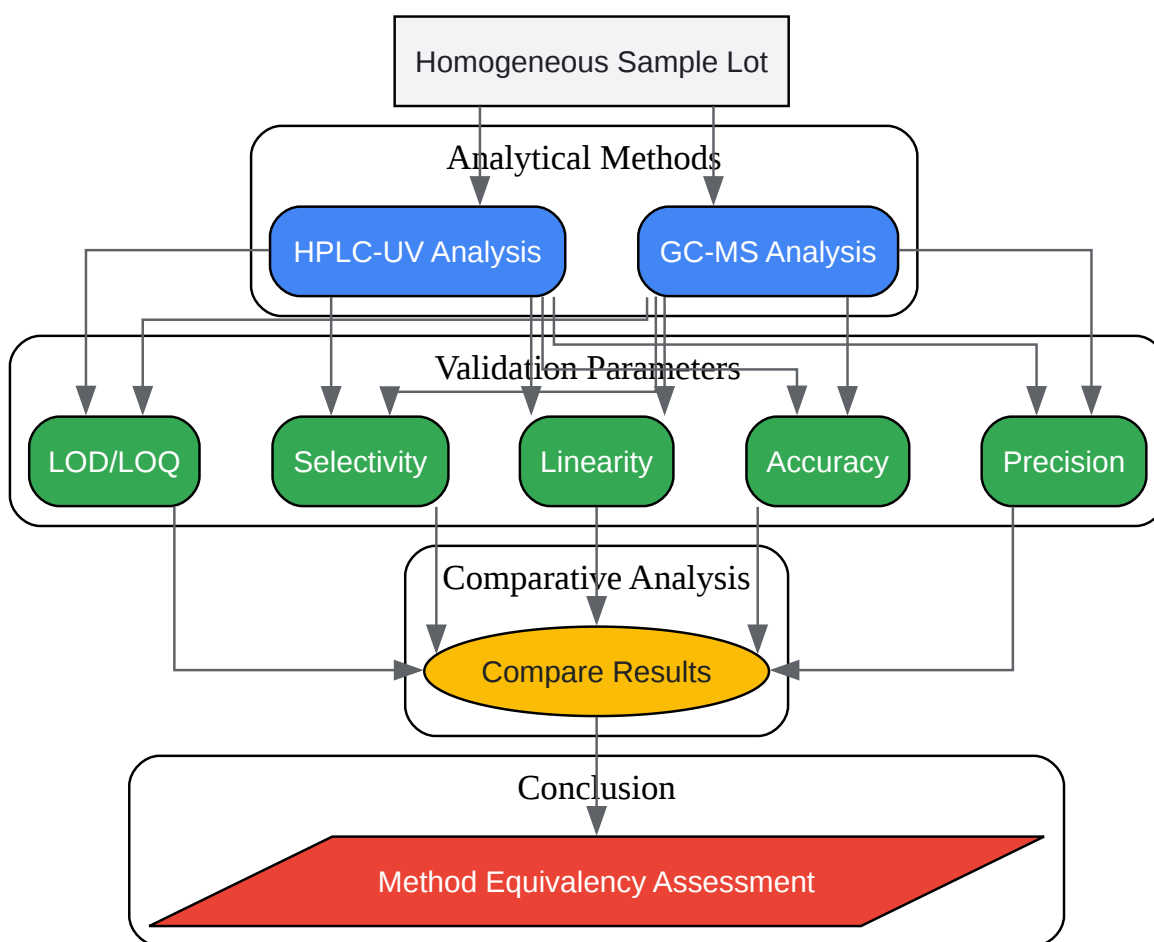 Homogeneous Sample Lot
Analytical Methods
HPLC-UV Analysis
GC-MS Analysis
Validation Parameters
LOD/LOQ
Selectivity
Linearity
Accuracy
Precision
Comparative Analysis
Compare Results
Conclusion
Method Equivalency Assessment